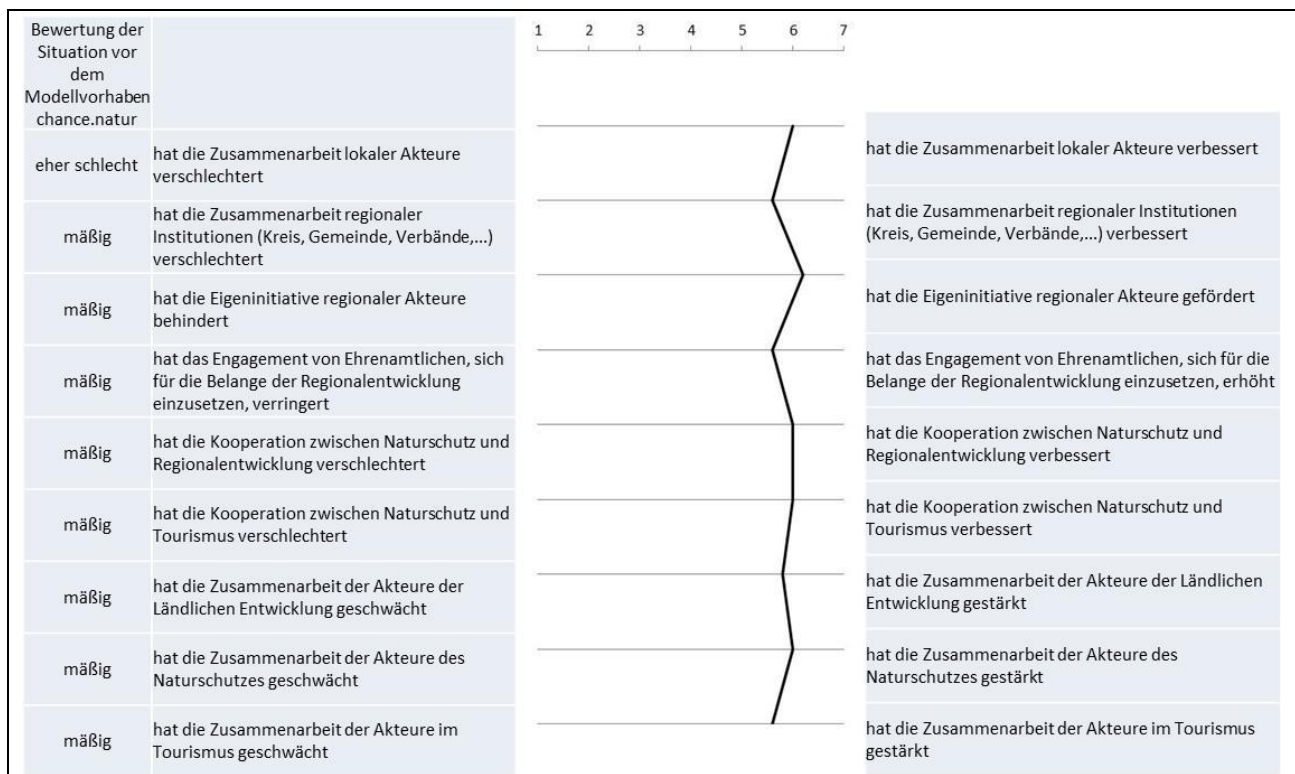 Bewertung der
Situation vor
dem
Modellvorhaben
chance.natur
1 2 3 4 5 6 7
eher schlecht
hat die Zusammenarbeit lokaler Akteure
verschlechtert
hat die Zusammenarbeit lokaler Akteure verbessert
mäßig
hat die Zusammenarbeit regionaler
Institutionen (Kreis, Gemeinde, Verbände,...)
verschlechtert
hat die Zusammenarbeit regionaler Institutionen
(Kreis, Gemeinde, Verbände,...) verbessert
mäßig
hat die Eigeninitiative regionaler Akteure
behindert
hat die Eigeninitiative regionaler Akteure gefördert
mäßig
hat das Engagement von Ehrenamtlichen, sich
für die Belange der Regionalentwicklung
einzusetzen, verringert
hat das Engagement von Ehrenamtlichen, sich für die
Belange der Regionalentwicklung einzusetzen, erhöht
mäßig
hat die Kooperation zwischen Naturschutz und
Regionalentwicklung verschlechtert
hat die Kooperation zwischen Naturschutz und
Regionalentwicklung verbessert
mäßig
hat die Kooperation zwischen Naturschutz und
Tourismus verschlechtert
hat die Kooperation zwischen Naturschutz und
Tourismus verbessert
mäßig
hat die Zusammenarbeit der Akteure der
Ländlichen Entwicklung geschwächt
hat die Zusammenarbeit der Akteure der Ländlichen
Entwicklung gestärkt
mäßig
hat die Zusammenarbeit der Akteure des
Naturschutzes geschwächt
hat die Zusammenarbeit der Akteure des
Naturschutzes gestärkt
mäßig
hat die Zusammenarbeit der Akteure im
Tourismus geschwächt
hat die Zusammenarbeit der Akteure im Tourismus
gestärkt